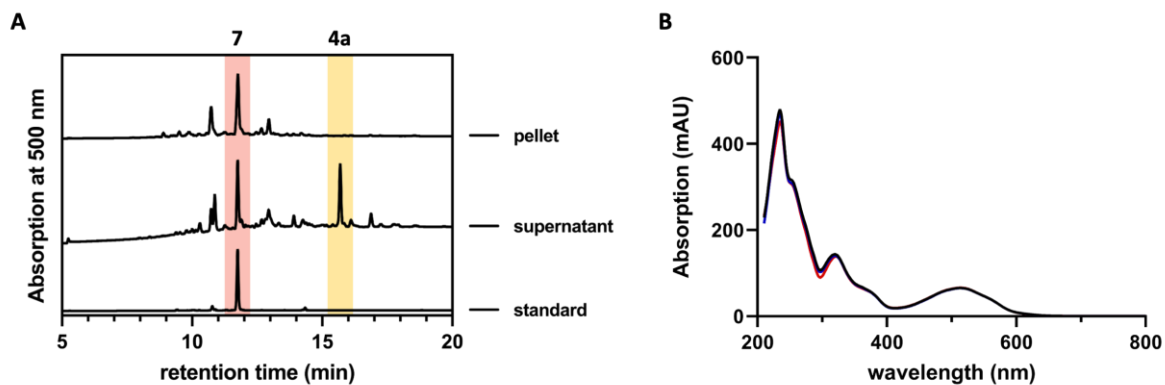 A
7 4a
Absorption at 500 nm
pellet
supernatant
standard
5 10 15 20
retention time (min)
B
Absorption (mAU)
600
400
200
0
200 400 600 800
wavelength (nm)